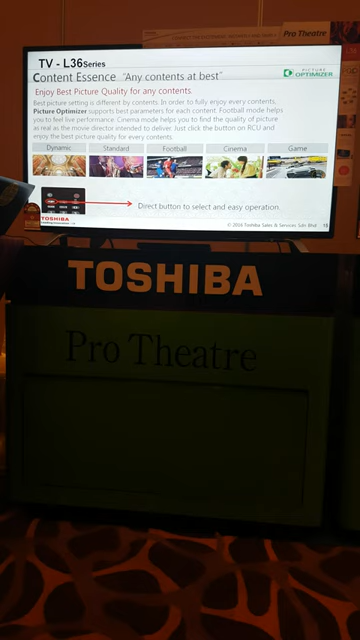 Pro Theatre
TV - L36Series
Content Essence "Any contents at best"
PICTURE
OPTIMIZER
Enjoy Best Picture Quality for any contents.
Best picture setting is different by contents. In order to fully enjoy every contents,
Picture Optimizer supports best parameters for each content. Football mode helps
you to feel live performance. Cinema mode helps you to find the quality of picture
as real as the movie director intended to deliver. Just click the button on RCU and
enjoy the best picture quality for every contents.
Dynamic Standard Football Cinema Game
Direct button to select and easy operation.
TOSHIBA
© 2016 Toshiba Sales & Services Sdn Bhd 18
TOSHIBA
Pro Theatre